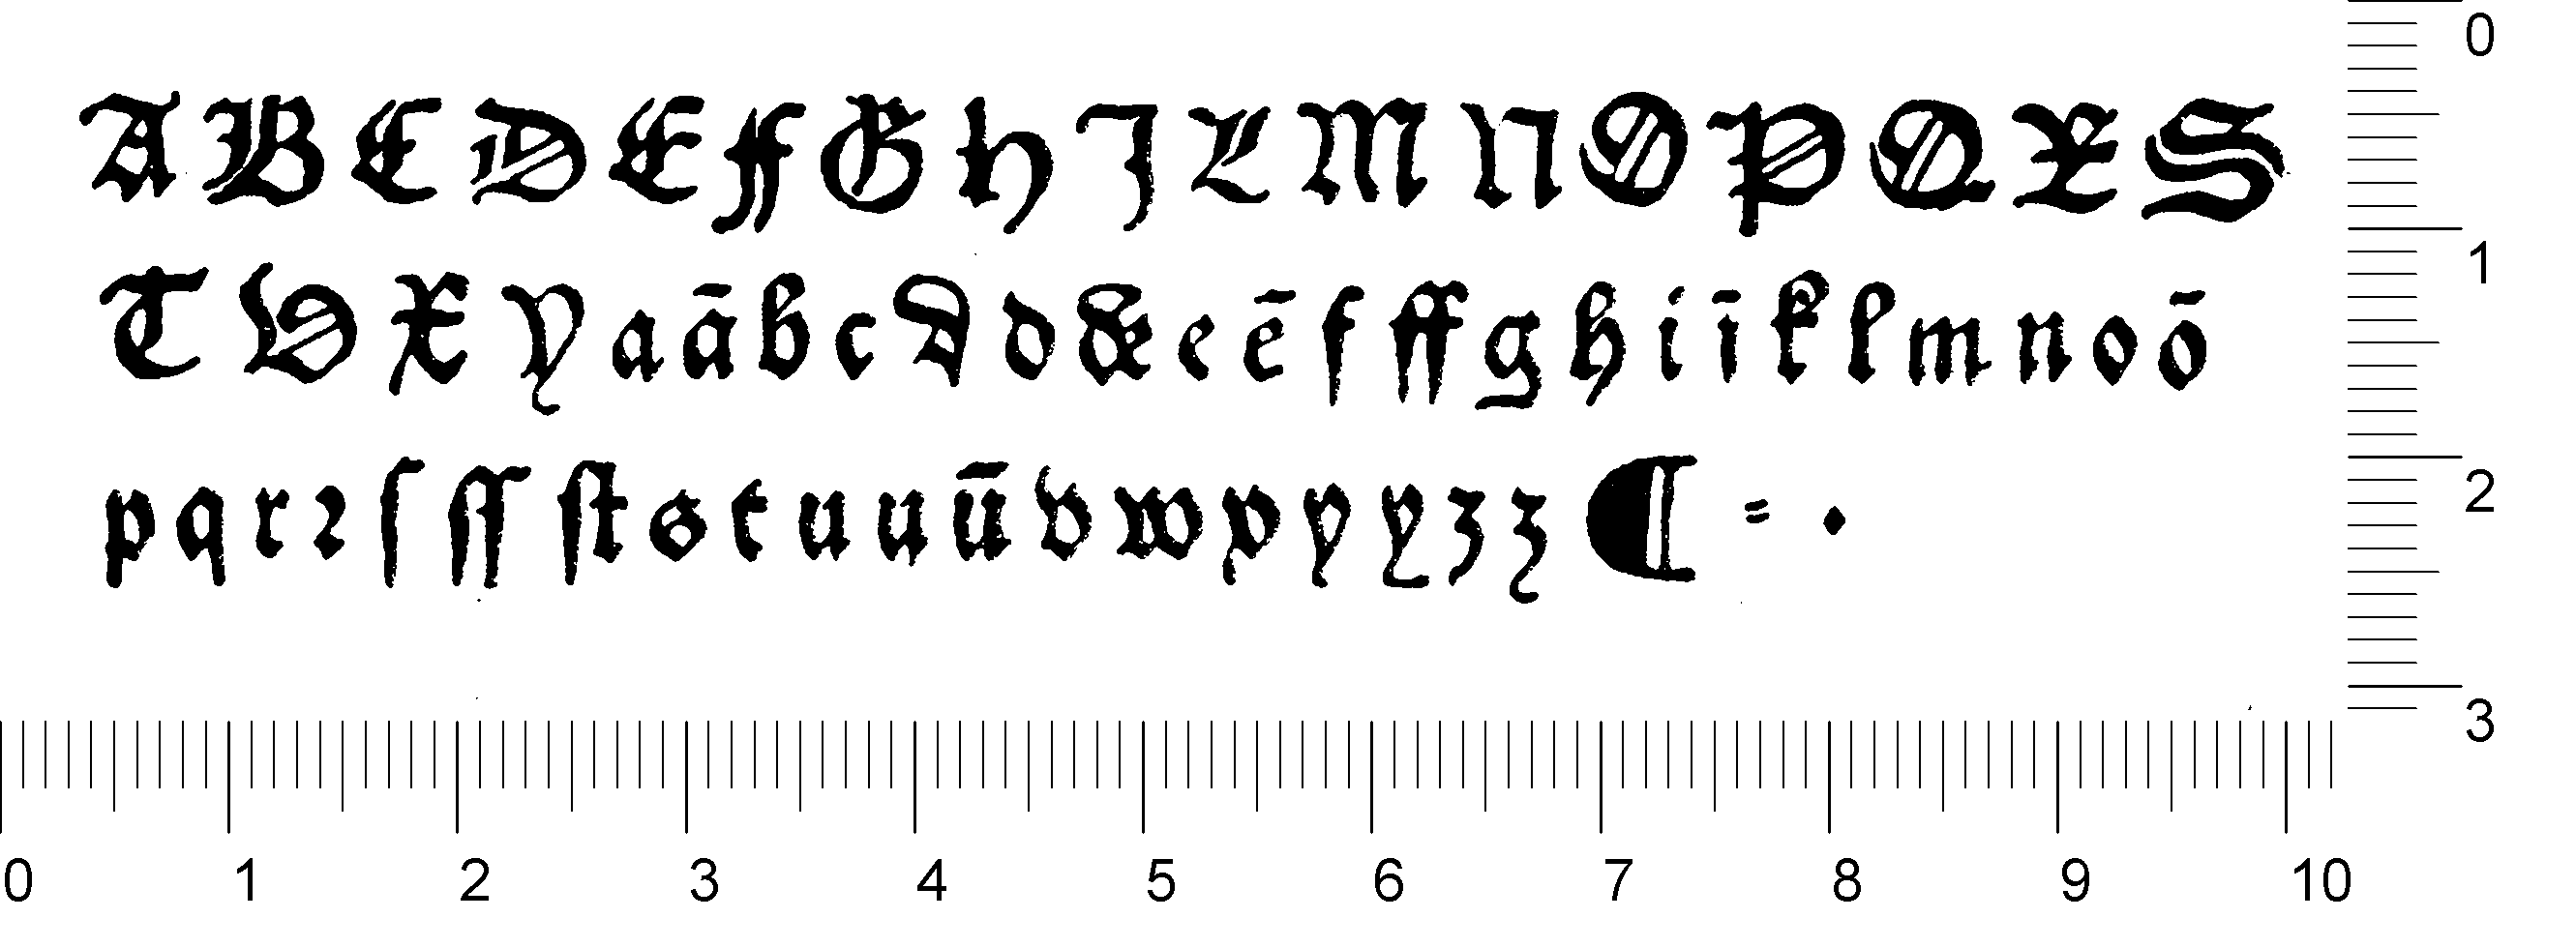 A B C D E F G H I L M N O P Q R S
T V X Y a ā b c d d & e ē f ff g h i ī k l m n o ō
p q r ꝛ ſ ſſ ſt s t u u ū v w x y y z z ¶ = .
0 1 2 3
0 1 2 3 4 5 6 7 8 9 10